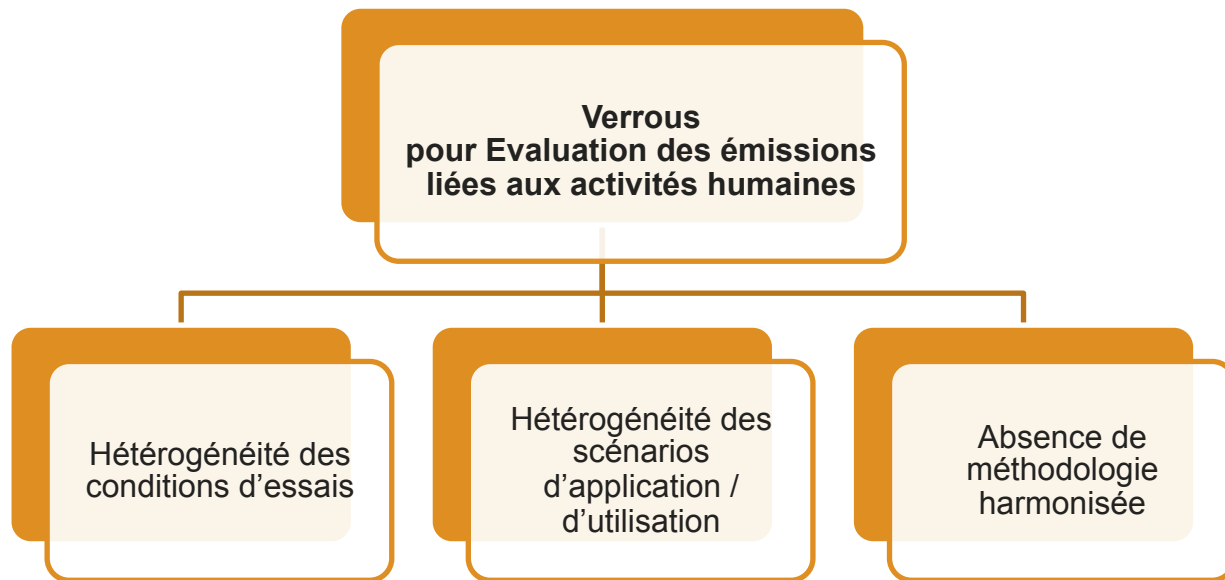 Verrous
pour Evaluation des émissions
liées aux activités humaines
Hétérogénéité des
conditions d'essais
Hétérogénéité des
scénarios
d'application /
d'utilisation
Absence de
méthodologie
harmonisée